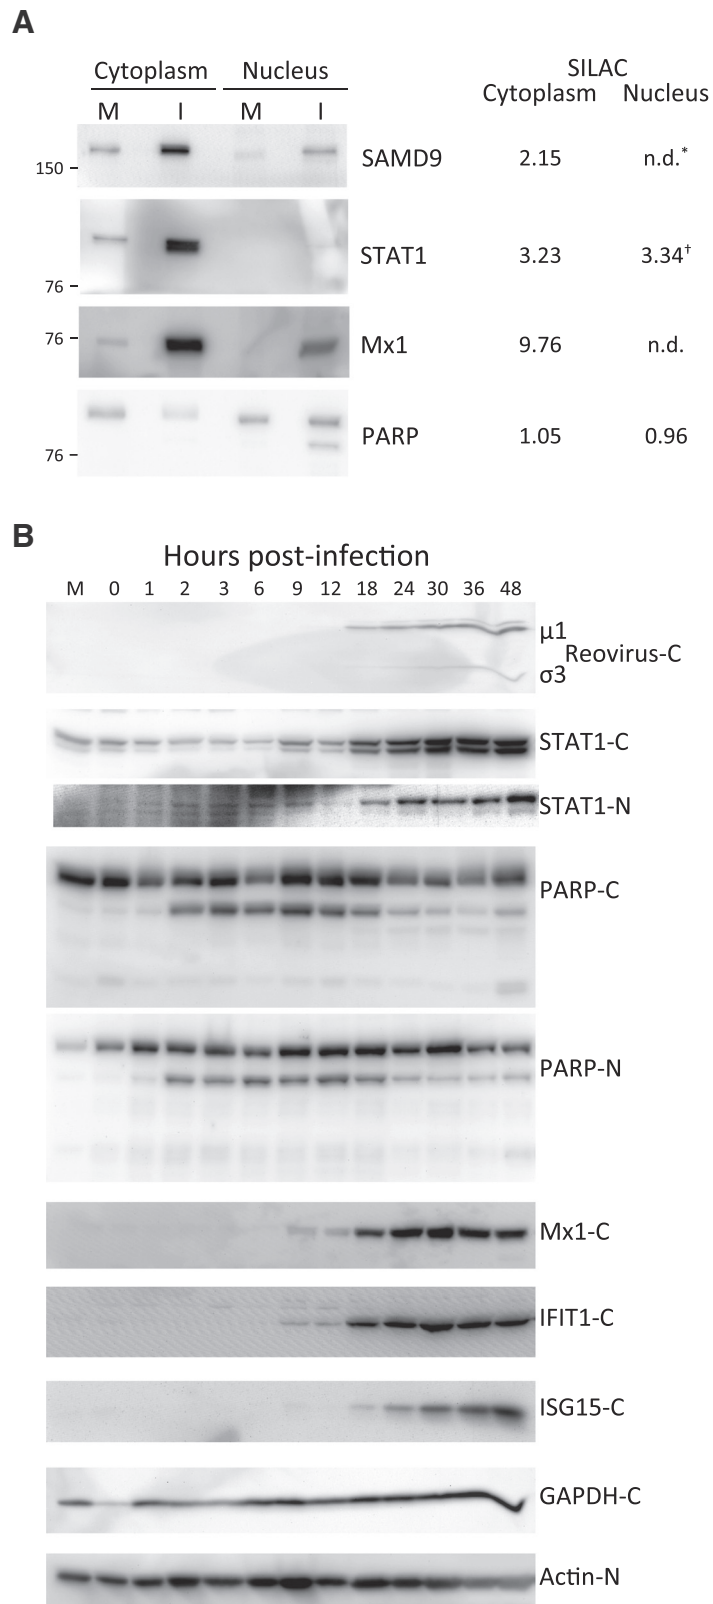 A
Cytoplasm Nucleus SILAC
Cytoplasm Nucleus
M I M I
150 SAMD9 2.15 n.d.*
STAT1 3.23 3.34†
76
76 Mx1 9.76 n.d.
PARP 1.05 0.96
76
B
Hours post-infection
M 0 1 2 3 6 9 12 18 24 30 36 48
μ1
Reovirus-C
σ3
STAT1-C
STAT1-N
PARP-C
PARP-N
Mx1-C
IFIT1-C
ISG15-C
GAPDH-C
Actin-N